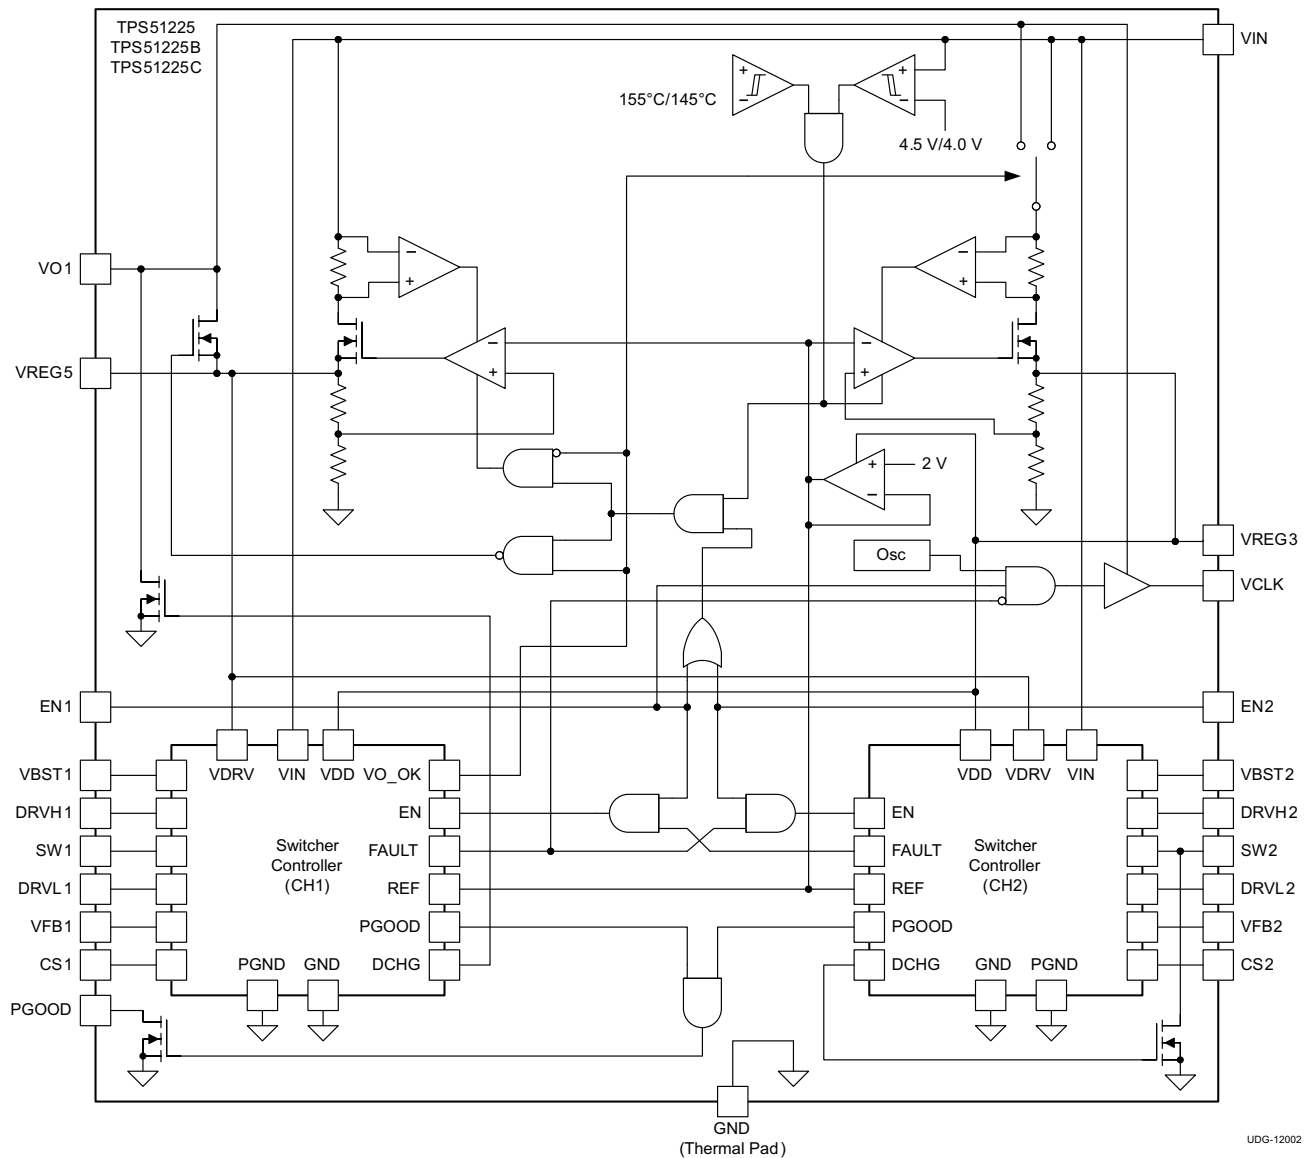 TPS51225
TPS51225B
TPS51225C
VIN
155°C/145°C
+
−
+
−
4.5 V/4.0 V
VO1
−
+
−
+
VREG5
−
+
−
+
+
2 V
−
Osc
VREG3
VCLK
EN1
EN2
VDRV
VIN
VDD
VO_OK
VDD
VDRV
VIN
VBST1
VBST2
DRVH1
EN
EN
DRVH2
SW1
Switcher
Controller
(CH1)
FAULT
FAULT
Switcher
Controller
(CH2)
SW2
DRVL1
REF
REF
DRVL2
VFB1
PGOOD
PGOOD
VFB2
CS1
PGND
GND
DCHG
DCHG
GND
PGND
CS2
PGOOD
GND
(Thermal Pad)
UDG-12002